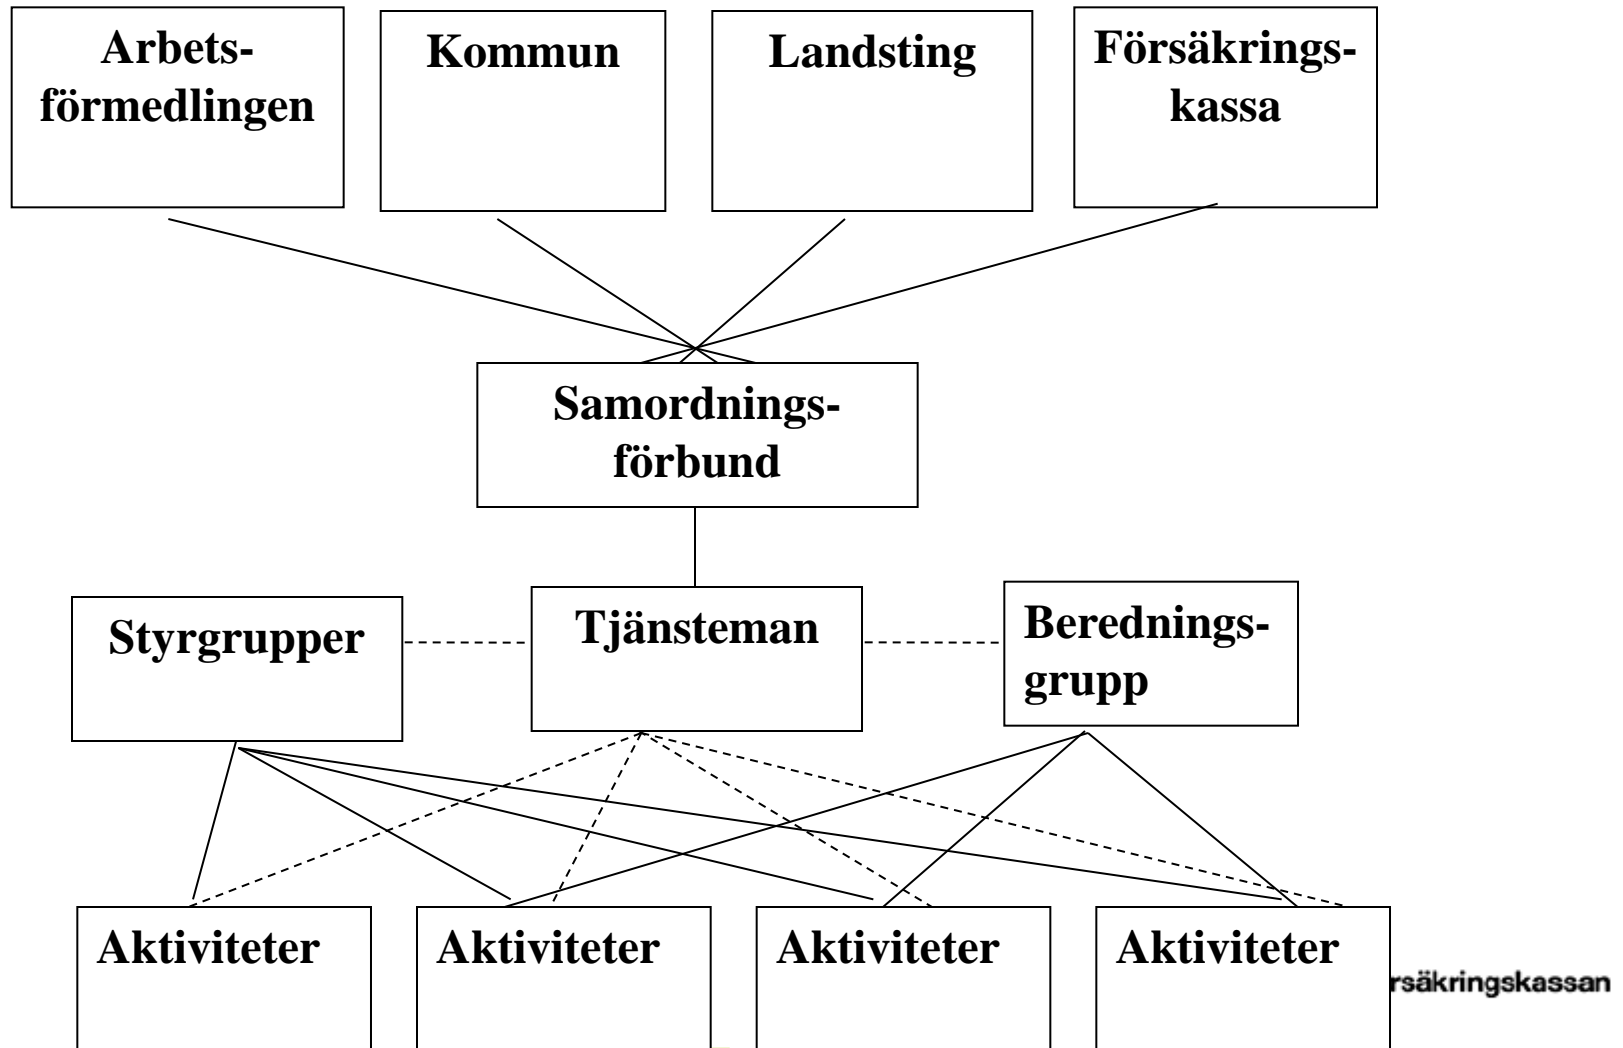 Arbets-
förmedlingen
Kommun
Landsting
Försäkrings-
kassa
Samordnings-
förbund
Styrgrupper
Tjänsteman
Berednings-
grupp
Aktiviteter
Aktiviteter
Aktiviteter
Aktiviteter
rsäkringskassan